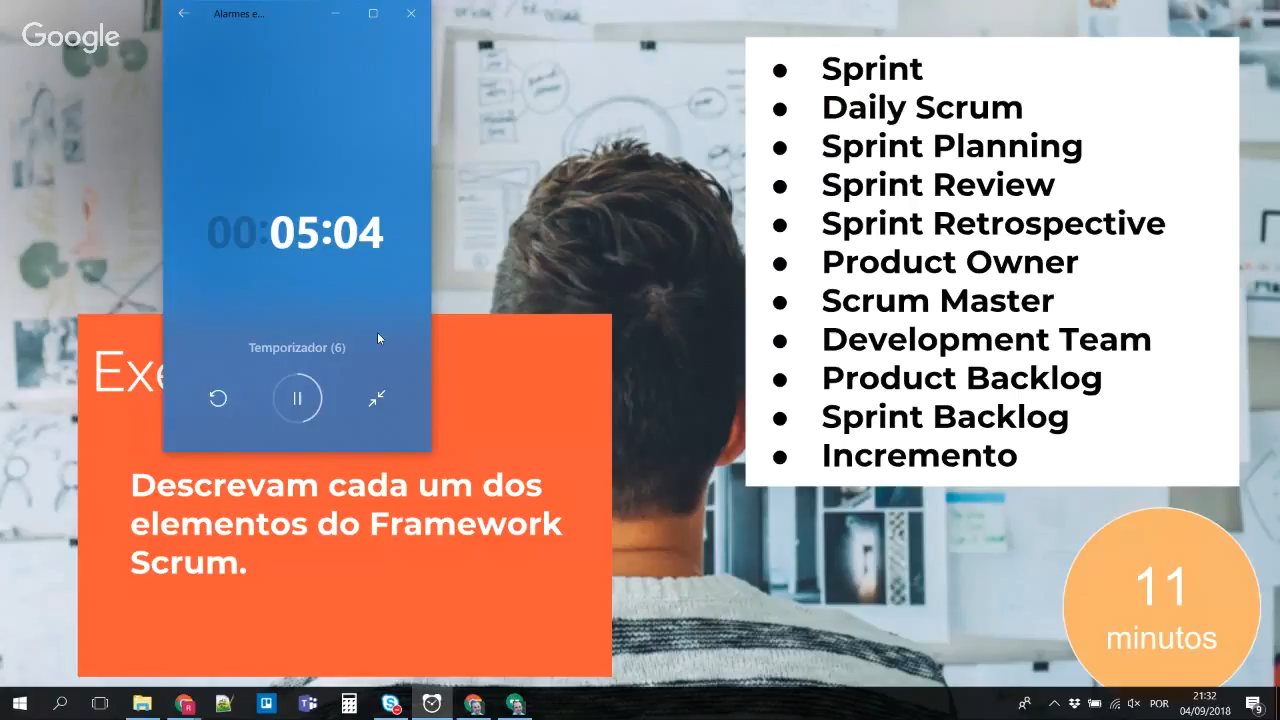 Google
Alarmes e...
00:05:04
Temporizador (6)
Exe
Descrevam cada um dos
elementos do Framework
Scrum.
● Sprint
● Daily Scrum
● Sprint Planning
● Sprint Review
● Sprint Retrospective
● Product Owner
● Scrum Master
● Development Team
● Product Backlog
● Sprint Backlog
● Incremento
11
minutos
POR
21:32
04/09/2018